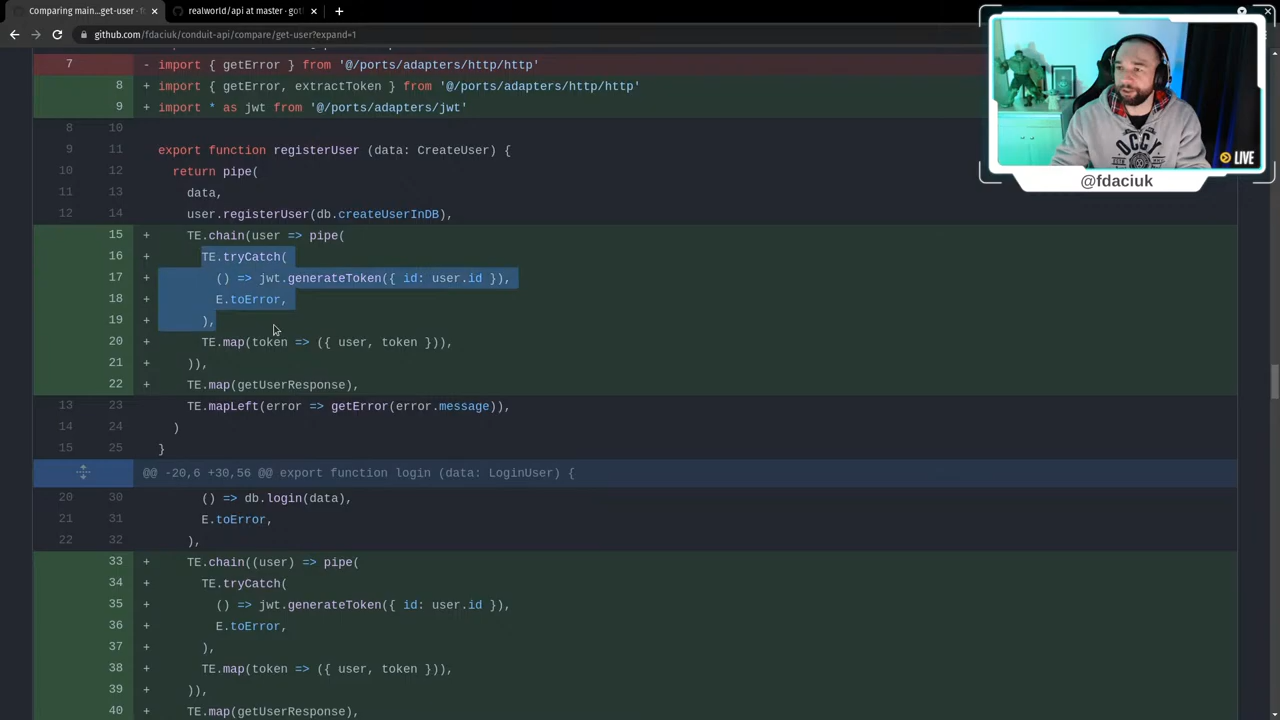 Comparing main...get-user · f
realworld/api at master · got
github.com/fdaciuk/conduit-api/compare/get-user?expand=1
7 - import { getError } from '@/ports/adapters/http/http'
8 + import { getError, extractToken } from '@/ports/adapters/http/http'
9 + import * as jwt from '@/ports/adapters/jwt'
8 10
9 11 export function registerUser (data: CreateUser) {
10 12 return pipe(
11 13 data,
12 14 user.registerUser(db.createUserInDB),
15 + TE.chain(user => pipe(
16 + TE.tryCatch(
17 + () => jwt.generateToken({ id: user.id }),
18 + E.toError,
19 + ),
20 + TE.map(token => ({ user, token })),
21 + )),
22 + TE.map(getUserResponse),
13 23 TE.mapLeft(error => getError(error.message)),
14 24 )
15 25 }
@@ -20,6 +30,56 @@ export function login (data: LoginUser) {
20 30 () => db.login(data),
21 31 E.toError,
22 32 ),
33 + TE.chain((user) => pipe(
34 + TE.tryCatch(
35 + () => jwt.generateToken({ id: user.id }),
36 + E.toError,
37 + ),
38 + TE.map(token => ({ user, token })),
39 + )),
40 + TE.map(getUserResponse),
OCCY
LIVE
@fdaciuk